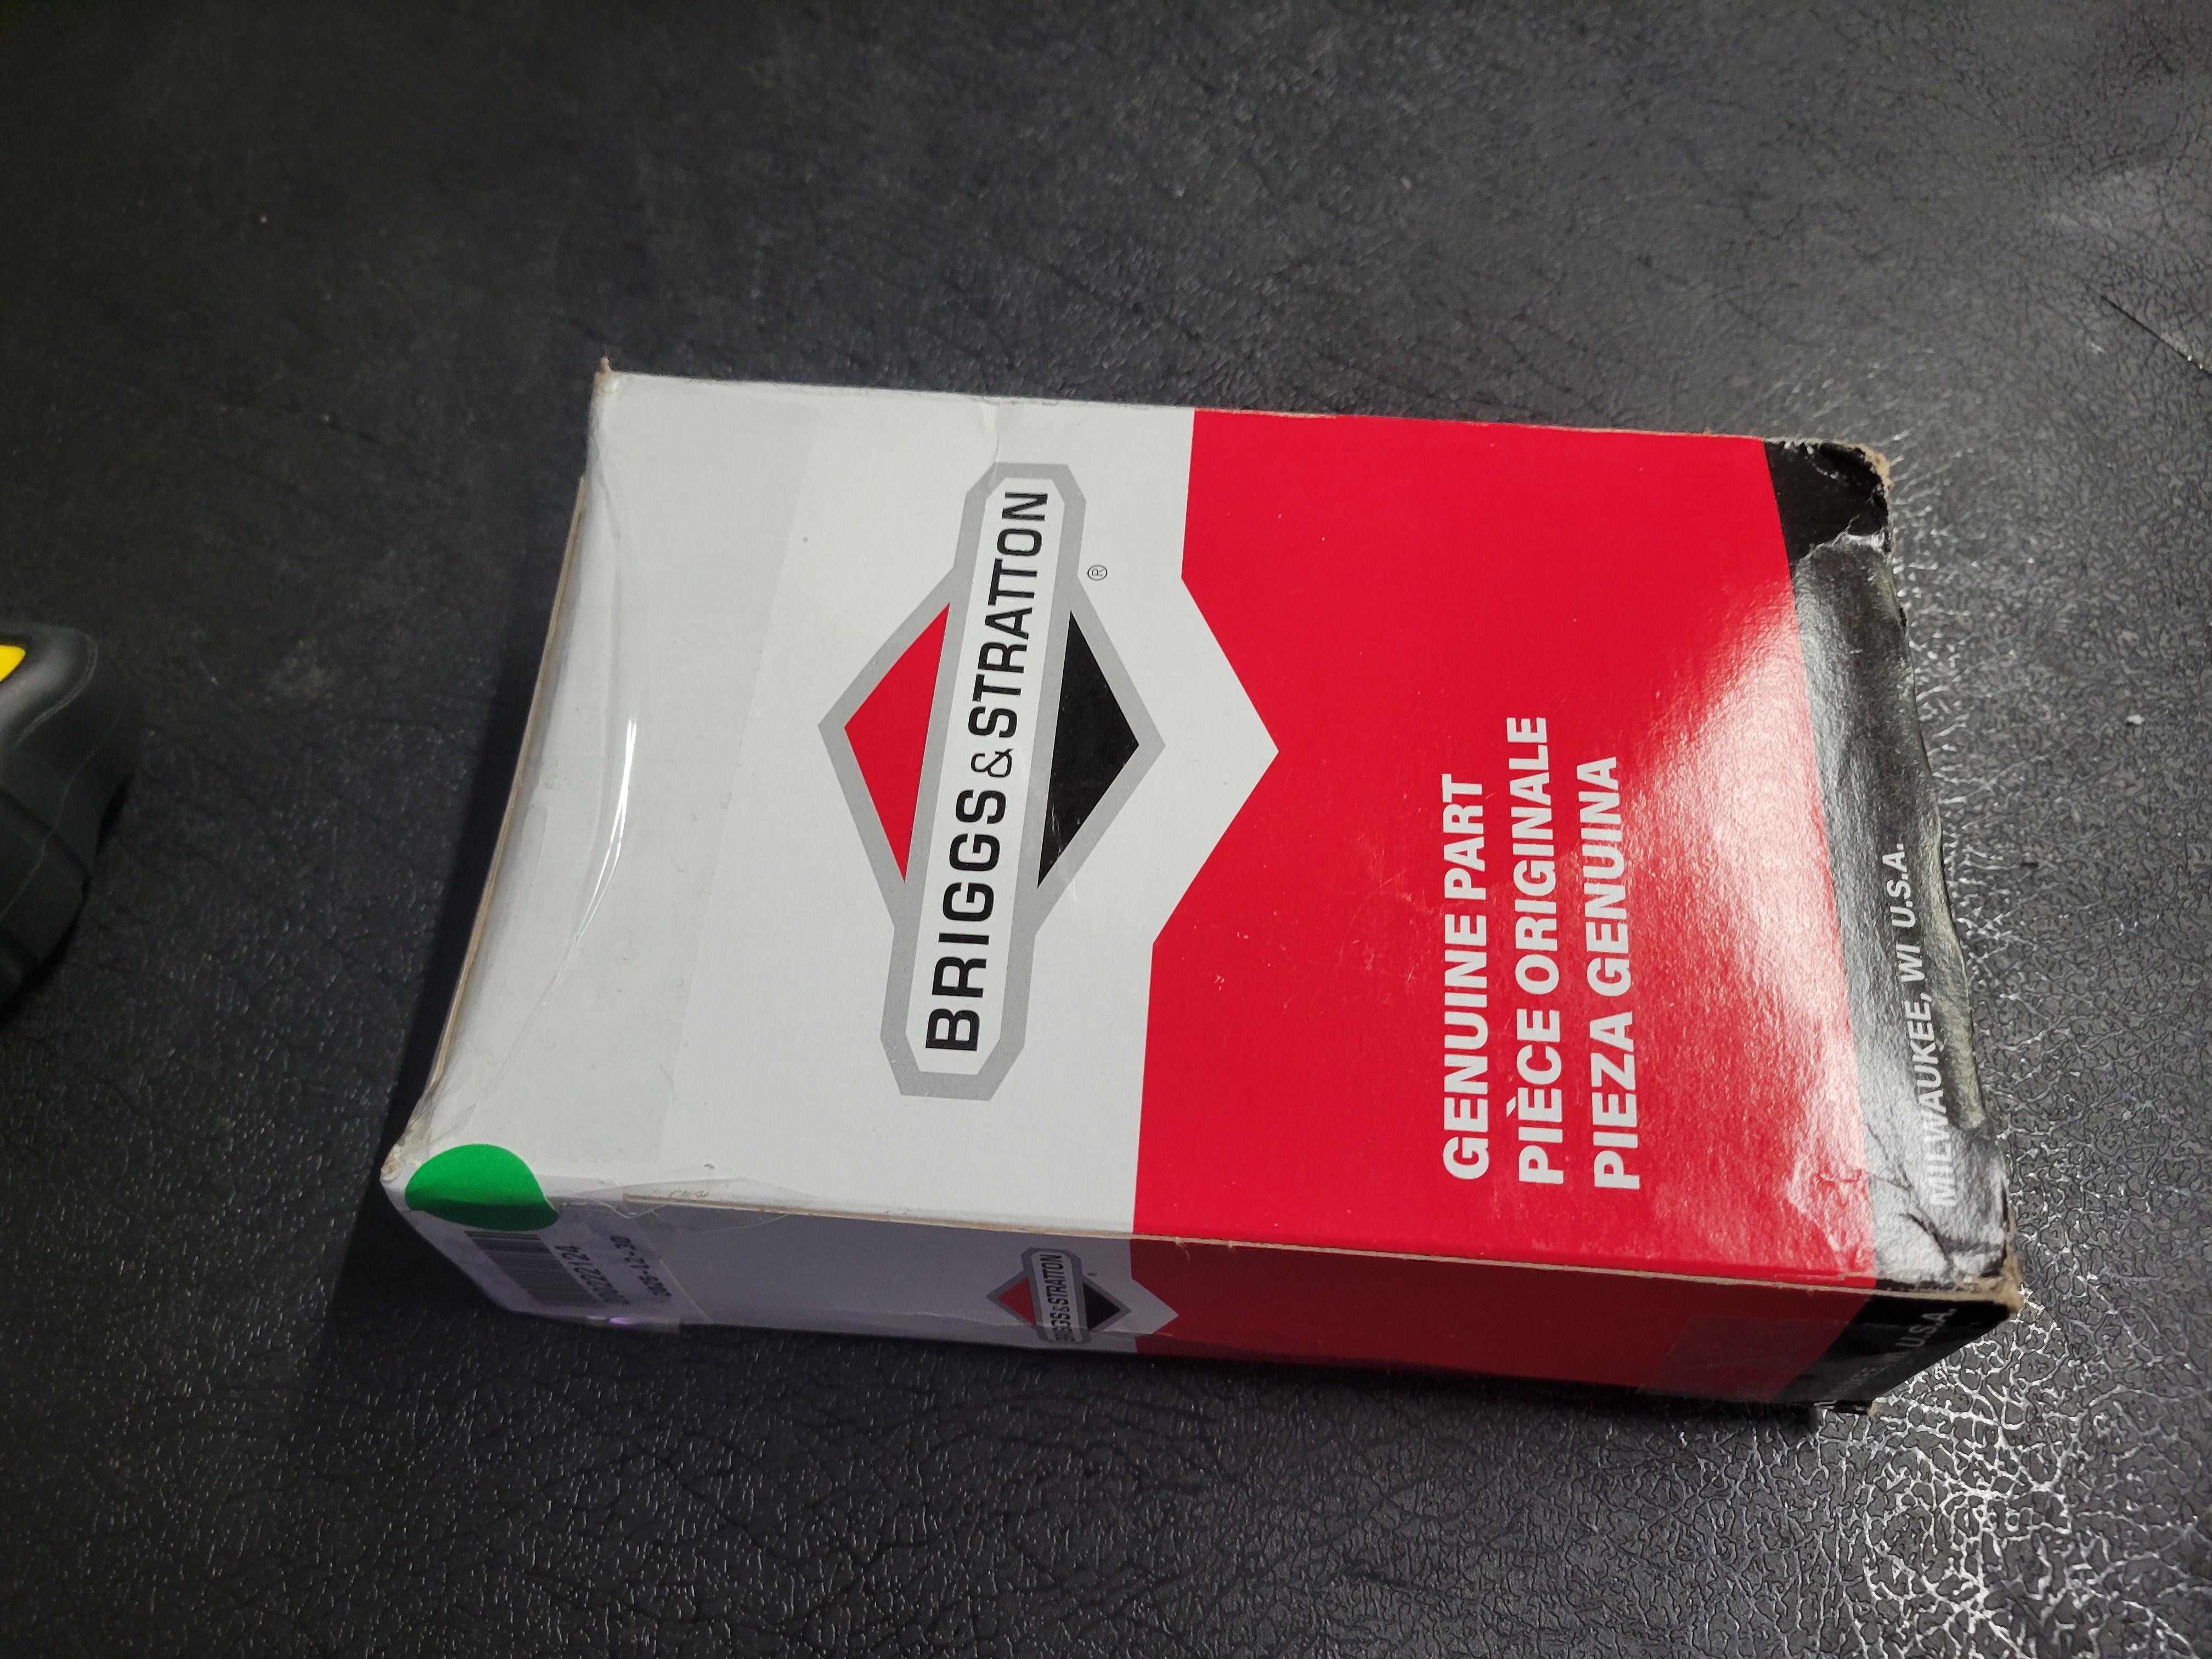 BRIGGS & STRATTON
®
GENUINE PART
PIÈCE ORIGINALE
PIEZA GENUINA
MILWAUKEE, WI U.S.A.
BRIGGS & STRATTON
U.S.A.